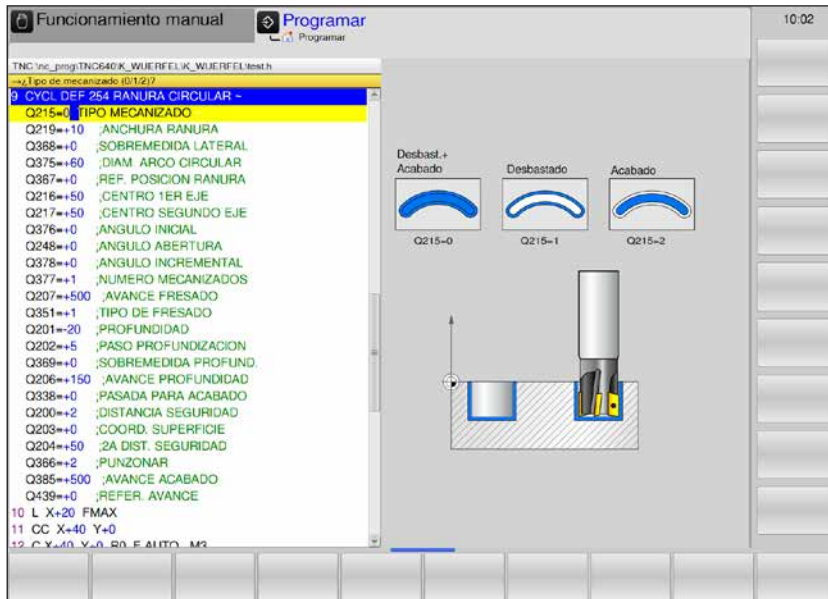 Funcionamiento manual
Programar
Programar
10:02
TNC:\nc_prog\TNC640\K_WUERFEL\K_WUERFEL\test.h
→¿Tipo de mecanizado (0/1/2)?
9 CYCL DEF 254 RANURA CIRCULAR ~
Q215=0 TIPO MECANIZADO
Q219=+10 ;ANCHURA RANURA
Q368=+0 ;SOBREMEDIDA LATERAL
Q375=+60 ;DIAM. ARCO CIRCULAR
Q367=+0 ;REF. POSICION RANURA
Q216=+50 ;CENTRO 1ER EJE
Q217=+50 ;CENTRO SEGUNDO EJE
Q376=+0 ;ANGULO INICIAL
Q248=+0 ;ANGULO ABERTURA
Q378=+0 ;ANGULO INCREMENTAL
Q377=+1 ;NUMERO MECANIZADOS
Q207=+500 ;AVANCE FRESADO
Q351=+1 ;TIPO DE FRESADO
Q201=-20 ;PROFUNDIDAD
Q202=+5 ;PASO PROFUNDIZACION
Q369=+0 ;SOBREMEDIDA PROFUND.
Q206=+150 ;AVANCE PROFUNDIDAD
Q338=+0 ;PASADA PARA ACABADO
Q200=+2 ;DISTANCIA SEGURIDAD
Q203=+0 ;COORD. SUPERFICIE
Q204=+50 ;2A DIST. SEGURIDAD
Q366=+2 ;PUNZONAR
Q385=+500 ;AVANCE ACABADO
Q439=+0 ;REFER. AVANCE
10 L X+20 FMAX
11 CC X+40 Y+0
12 C X+40 Y+0 R0 F AUTO M3
Desbast.+
Acabado
Desbastado
Acabado
Q215=0
Q215=1
Q215=2